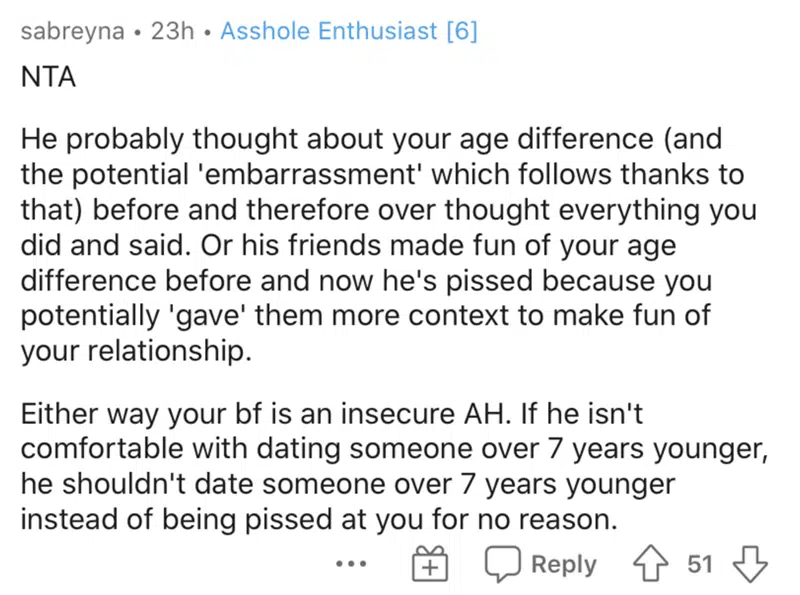 sabreyna • 23h • Asshole Enthusiast [6]
NTA
He probably thought about your age difference (and
the potential 'embarrassment' which follows thanks to
that) before and therefore over thought everything you
did and said. Or his friends made fun of your age
difference before and now he's pissed because you
potentially 'gave' them more context to make fun of
your relationship.
Either way your bf is an insecure AH. If he isn't
comfortable with dating someone over 7 years younger,
he shouldn't date someone over 7 years younger
instead of being pissed at you for no reason.
Reply 51